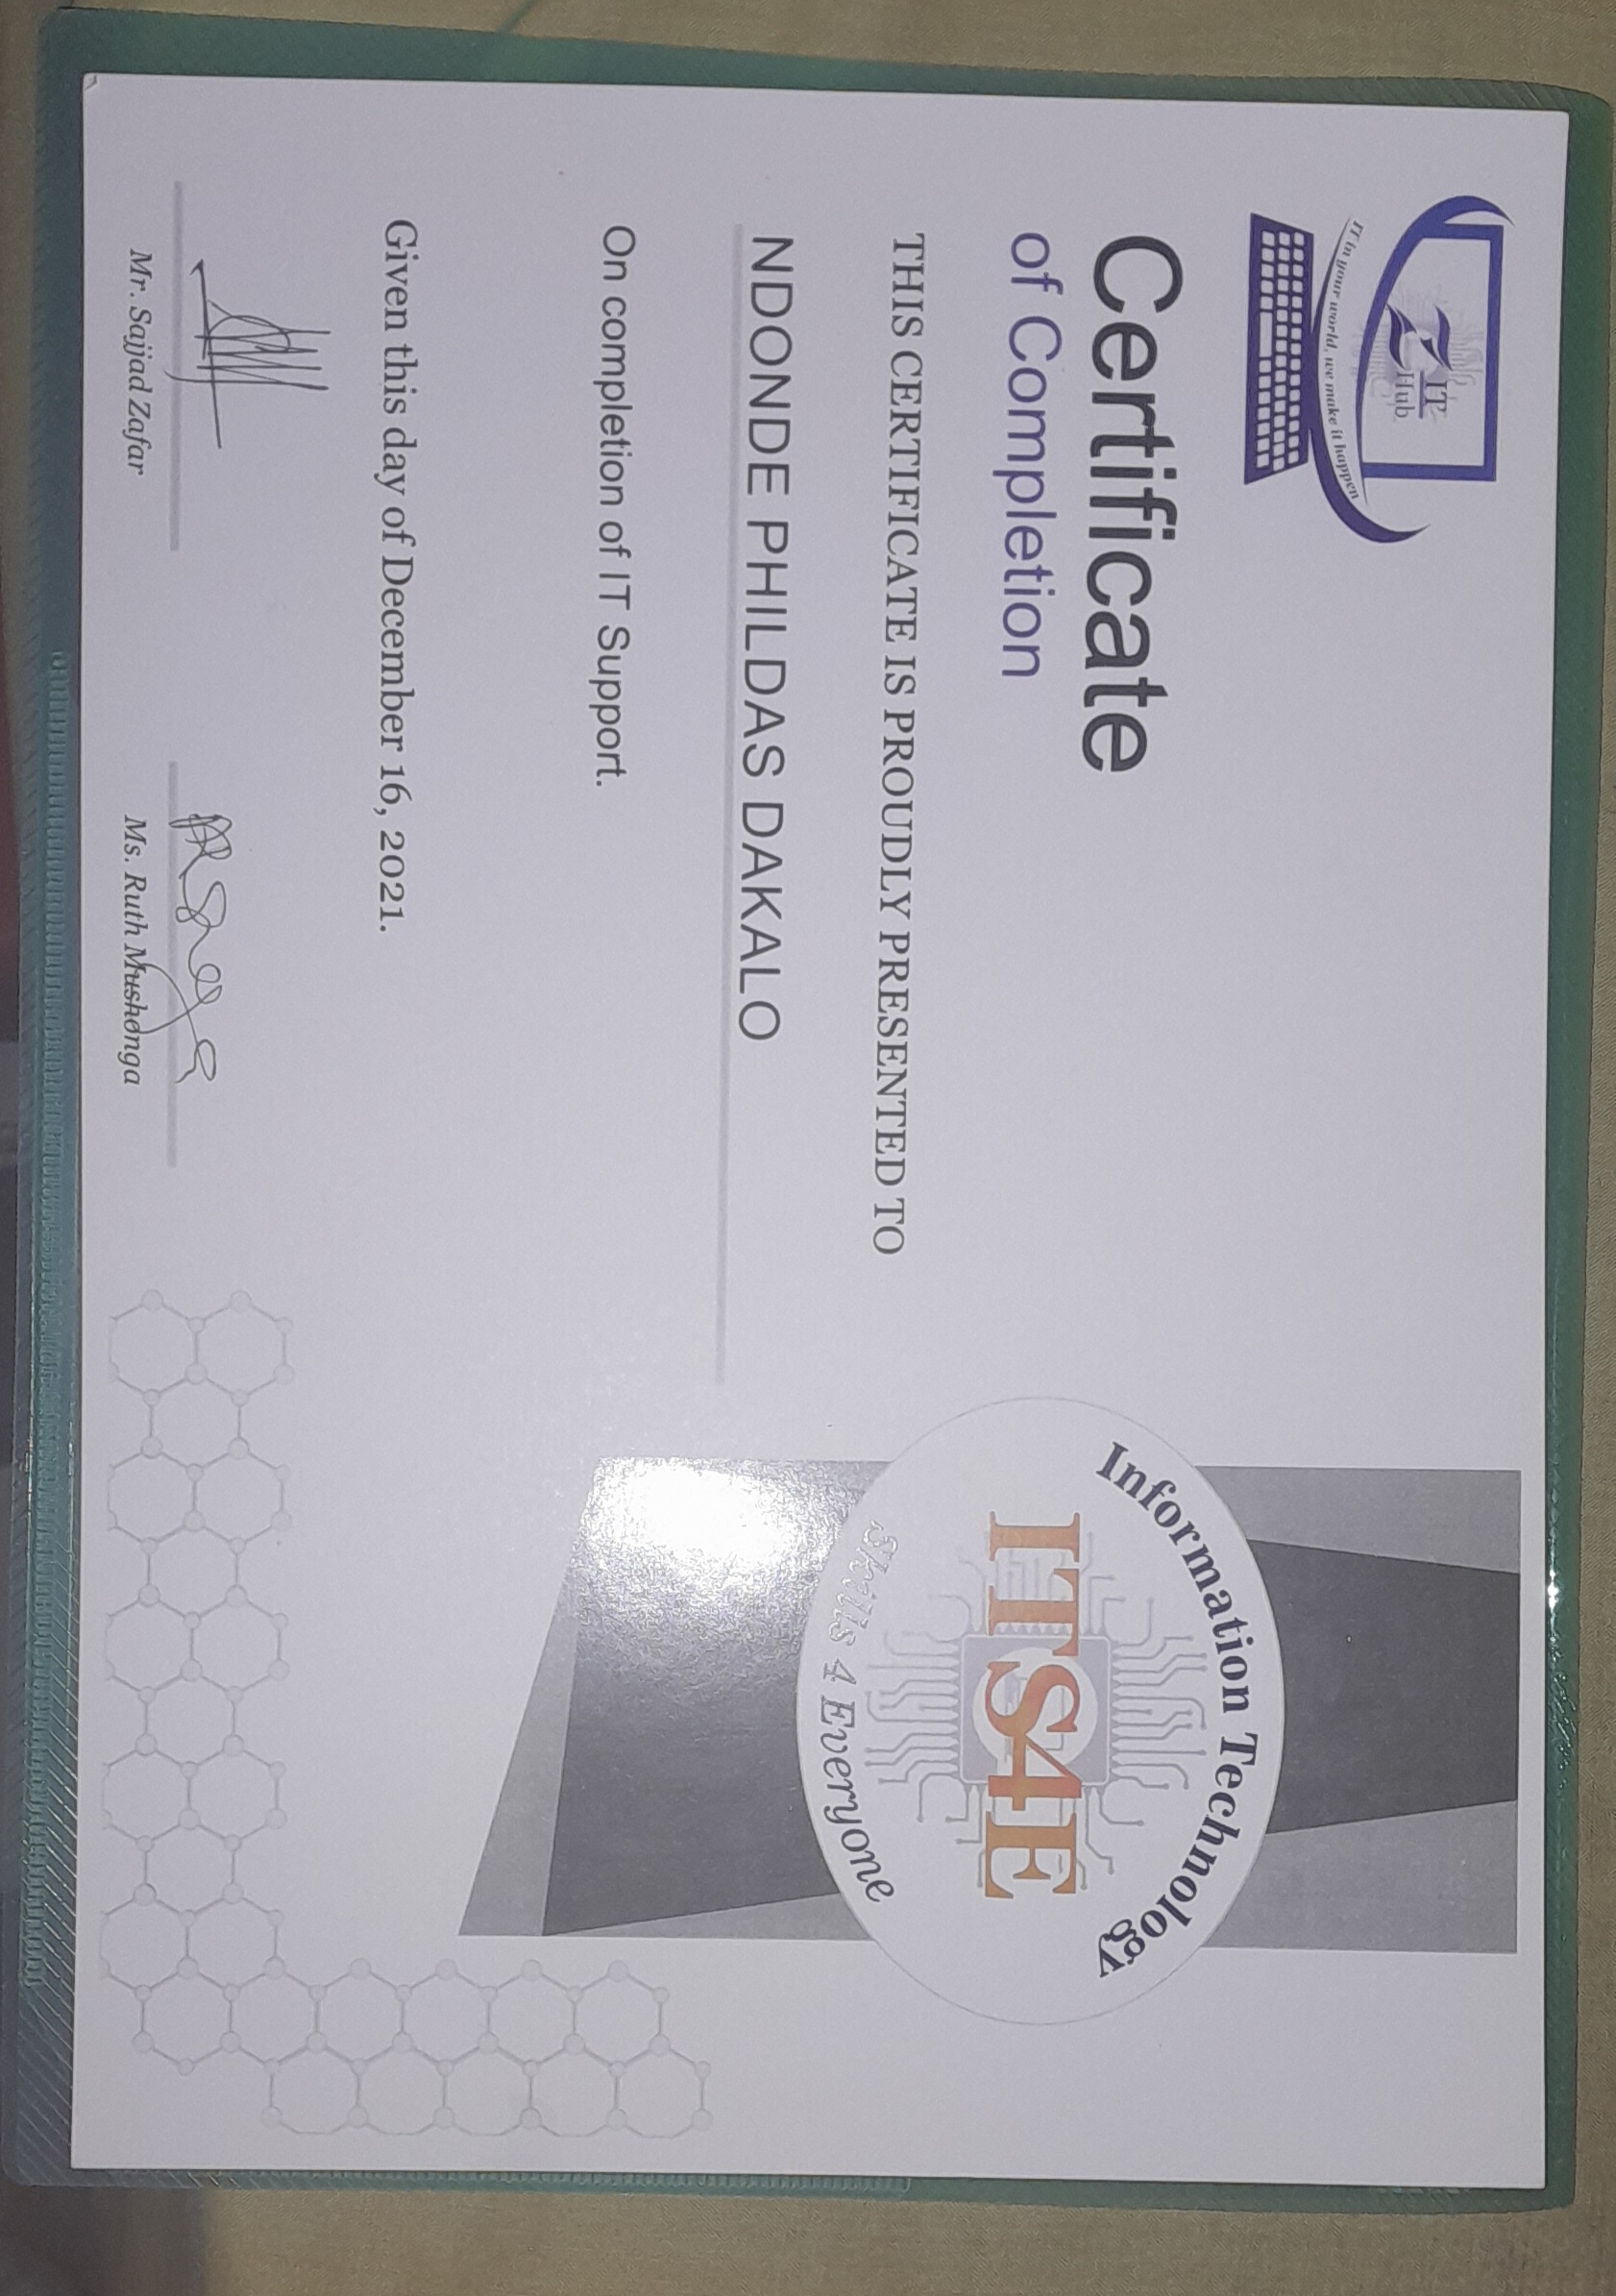 IT
Hub
IT in your world, we make it happen
Certificate
of Completion
THIS CERTIFICATE IS PROUDLY PRESENTED TO
NDONDE PHILDAS DAKALO
On completion of IT Support.
Given this day of December 16, 2021.
Mr. Sajjad Zafar
Ms. Ruth Mushonga
Information Technology
ITS4E
Skills 4 Everyone